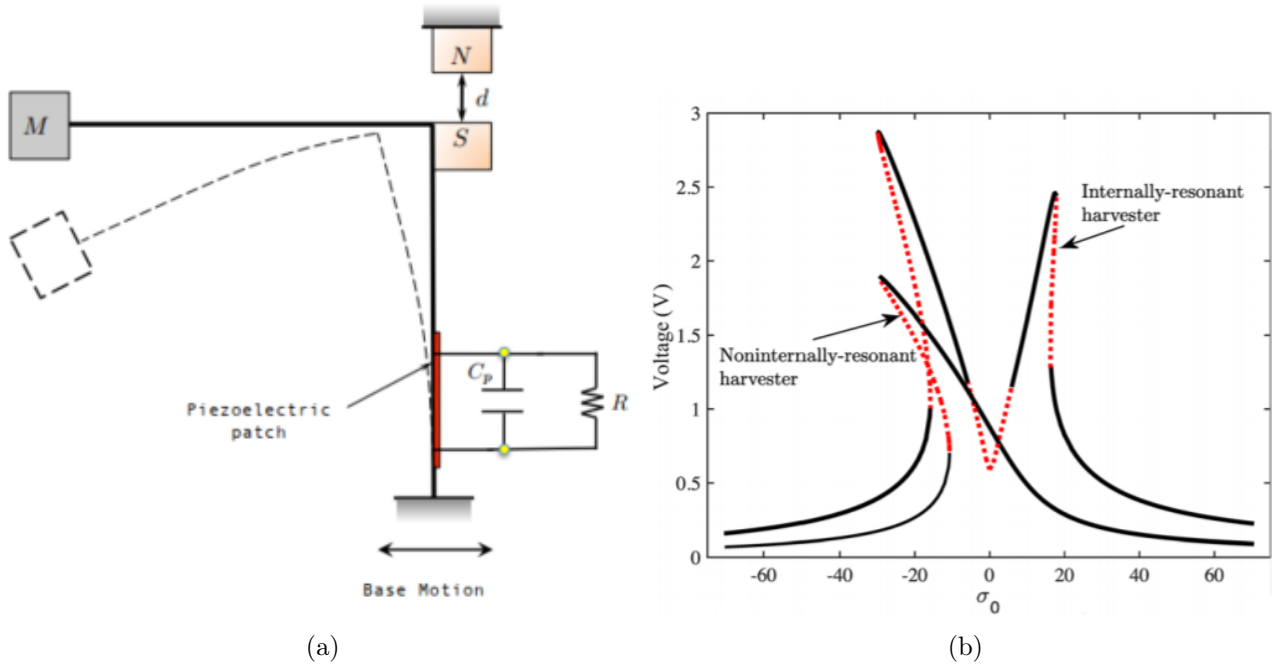 N
d
M
S
C_p
R
Piezoelectric
patch
Base Motion
(a)
3
2.5
2
1.5
1
0.5
0
Voltage (V)
-60
-40
-20
0
20
40
60
σ_0
Internally-resonant
harvester
Noninternally-resonant
harvester
(b)